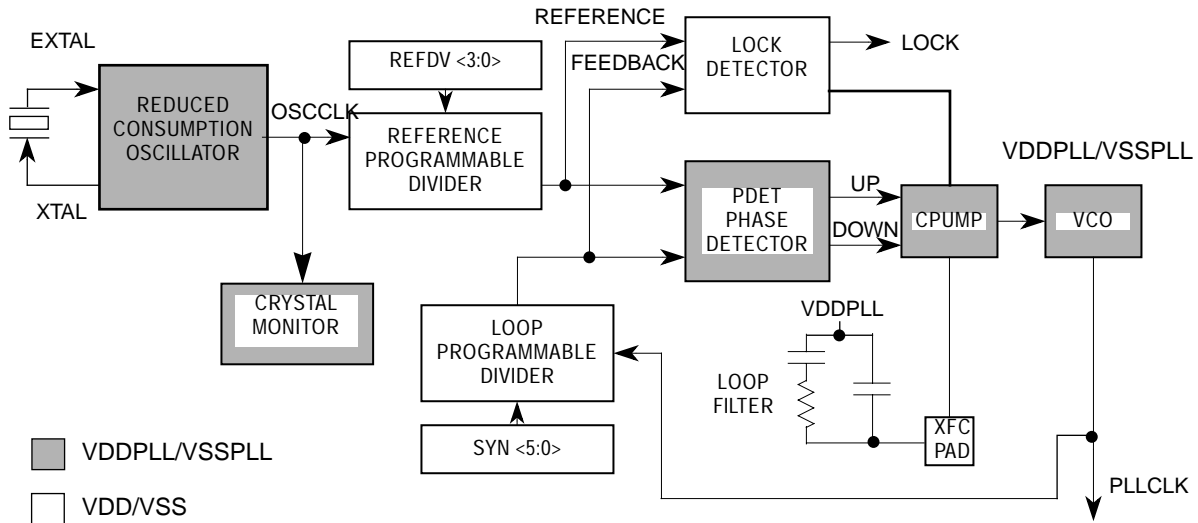 REFERENCE
EXTAL
REFDV <3:0>
FEEDBACK
LOCK
DETECTOR
LOCK
REDUCED
CONSUMPTION
OSCILLATOR
OSCCLK
REFERENCE
PROGRAMMABLE
DIVIDER
XTAL
PDET
PHASE
DETECTOR
UP
DOWN
CPUMP
VDDPLL/VSSPLL
VCO
CRYSTAL
MONITOR
LOOP
PROGRAMMABLE
DIVIDER
VDDPLL
LOOP
FILTER
XFC
PAD
SYN <5:0>
VDDPLL/VSSPLL
VDD/VSS
PLLCLK